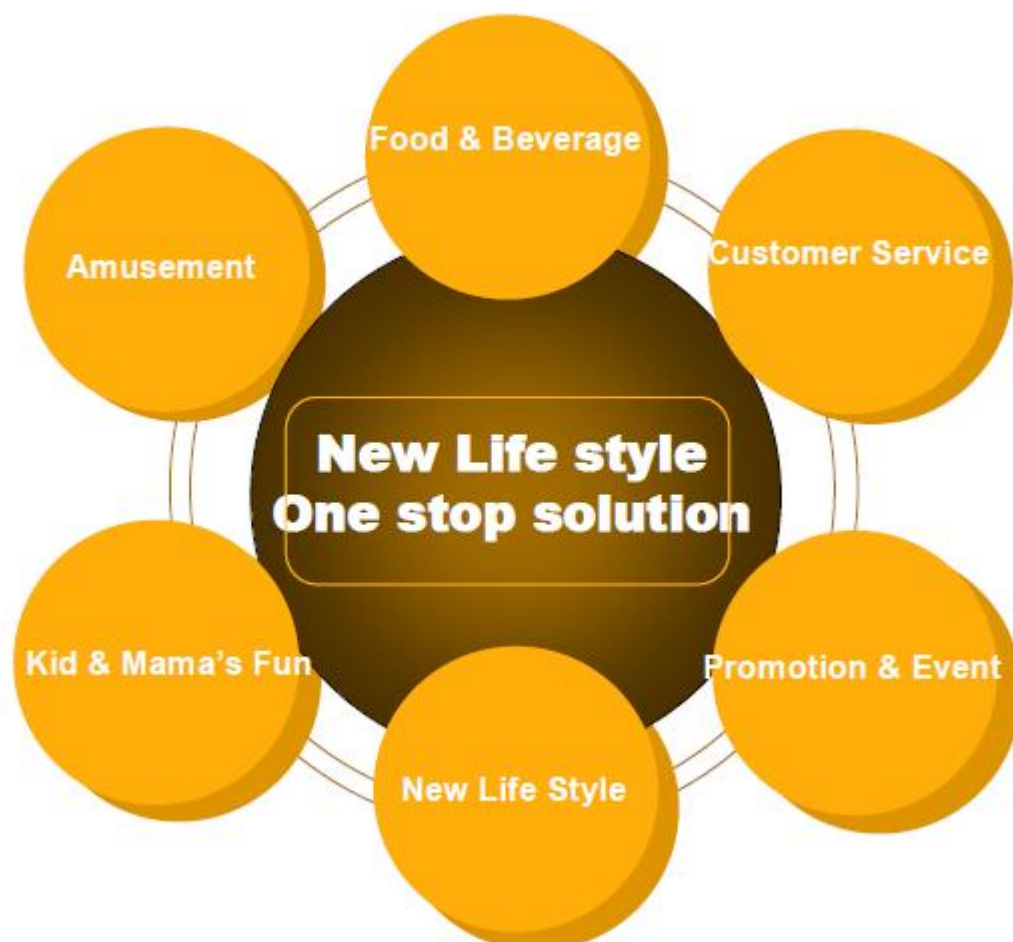 Food & Beverage
Customer Service
Amusement
New Life style
One stop solution
Kid & Mama’s Fun
Promotion & Event
New Life Style